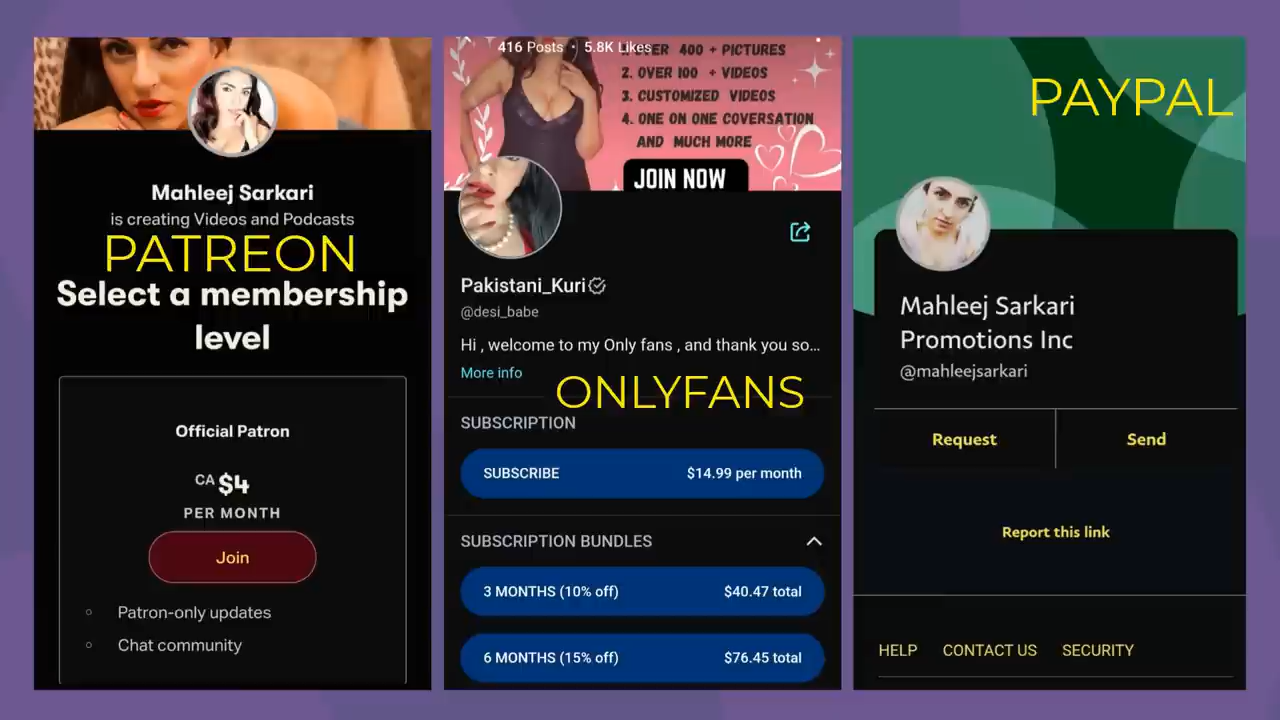 Mahleej Sarkari
is creating Videos and Podcasts
PATREON
Select a membership
level
Official Patron
CA $4
PER MONTH
Join
Patron-only updates
Chat community
416 Posts • 5.8K Likes
1. OVER 400 + PICTURES
2. OVER 100 + VIDEOS
3. CUSTOMIZED VIDEOS
4. ONE ON ONE COVERSATION
AND MUCH MORE
JOIN NOW
Pakistani_Kuri
@desi_babe
Hi , welcome to my Only fans , and thank you so...
More info
ONLYFANS
SUBSCRIPTION
SUBSCRIBE $14.99 per month
SUBSCRIPTION BUNDLES
3 MONTHS (10% off) $40.47 total
6 MONTHS (15% off) $76.45 total
PAYPAL
Mahleej Sarkari
Promotions Inc
@mahleejsarkari
Request Send
Report this link
HELP CONTACT US SECURITY